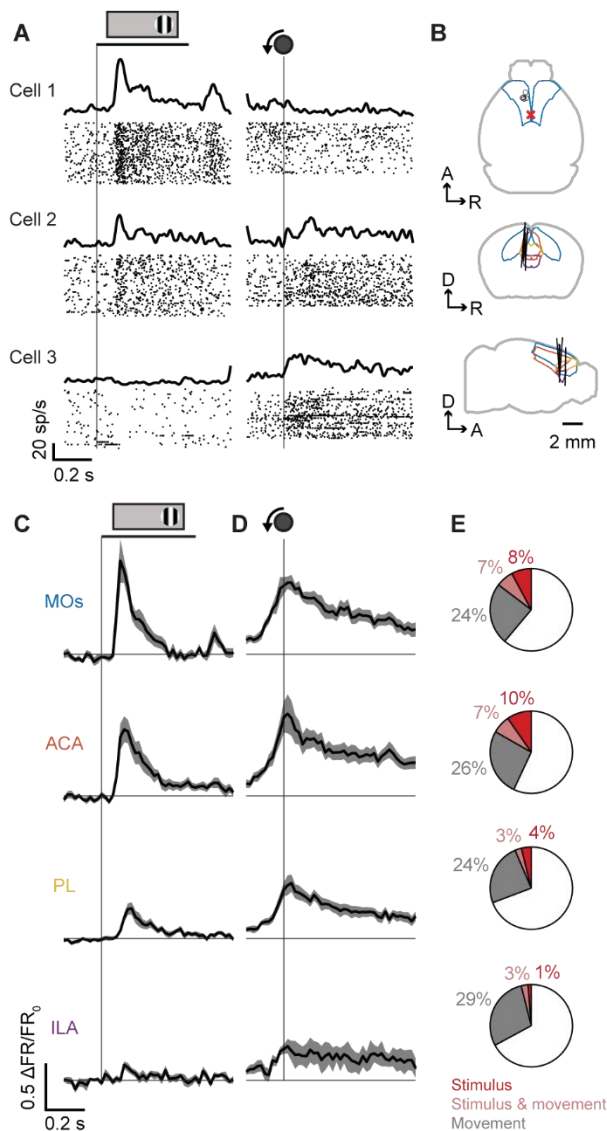 A
B
Cell 1
A
R
Cell 2
D
R
Cell 3
20 sp/s
0.2 s
D
A
2 mm
C
D
E
MOs
7%
8%
24%
ACA
7%
10%
26%
PL
3%
4%
24%
ILA
3%
1%
29%
0.5 ΔFR/FR₀
0.2 s
Stimulus
Stimulus & movement
Movement